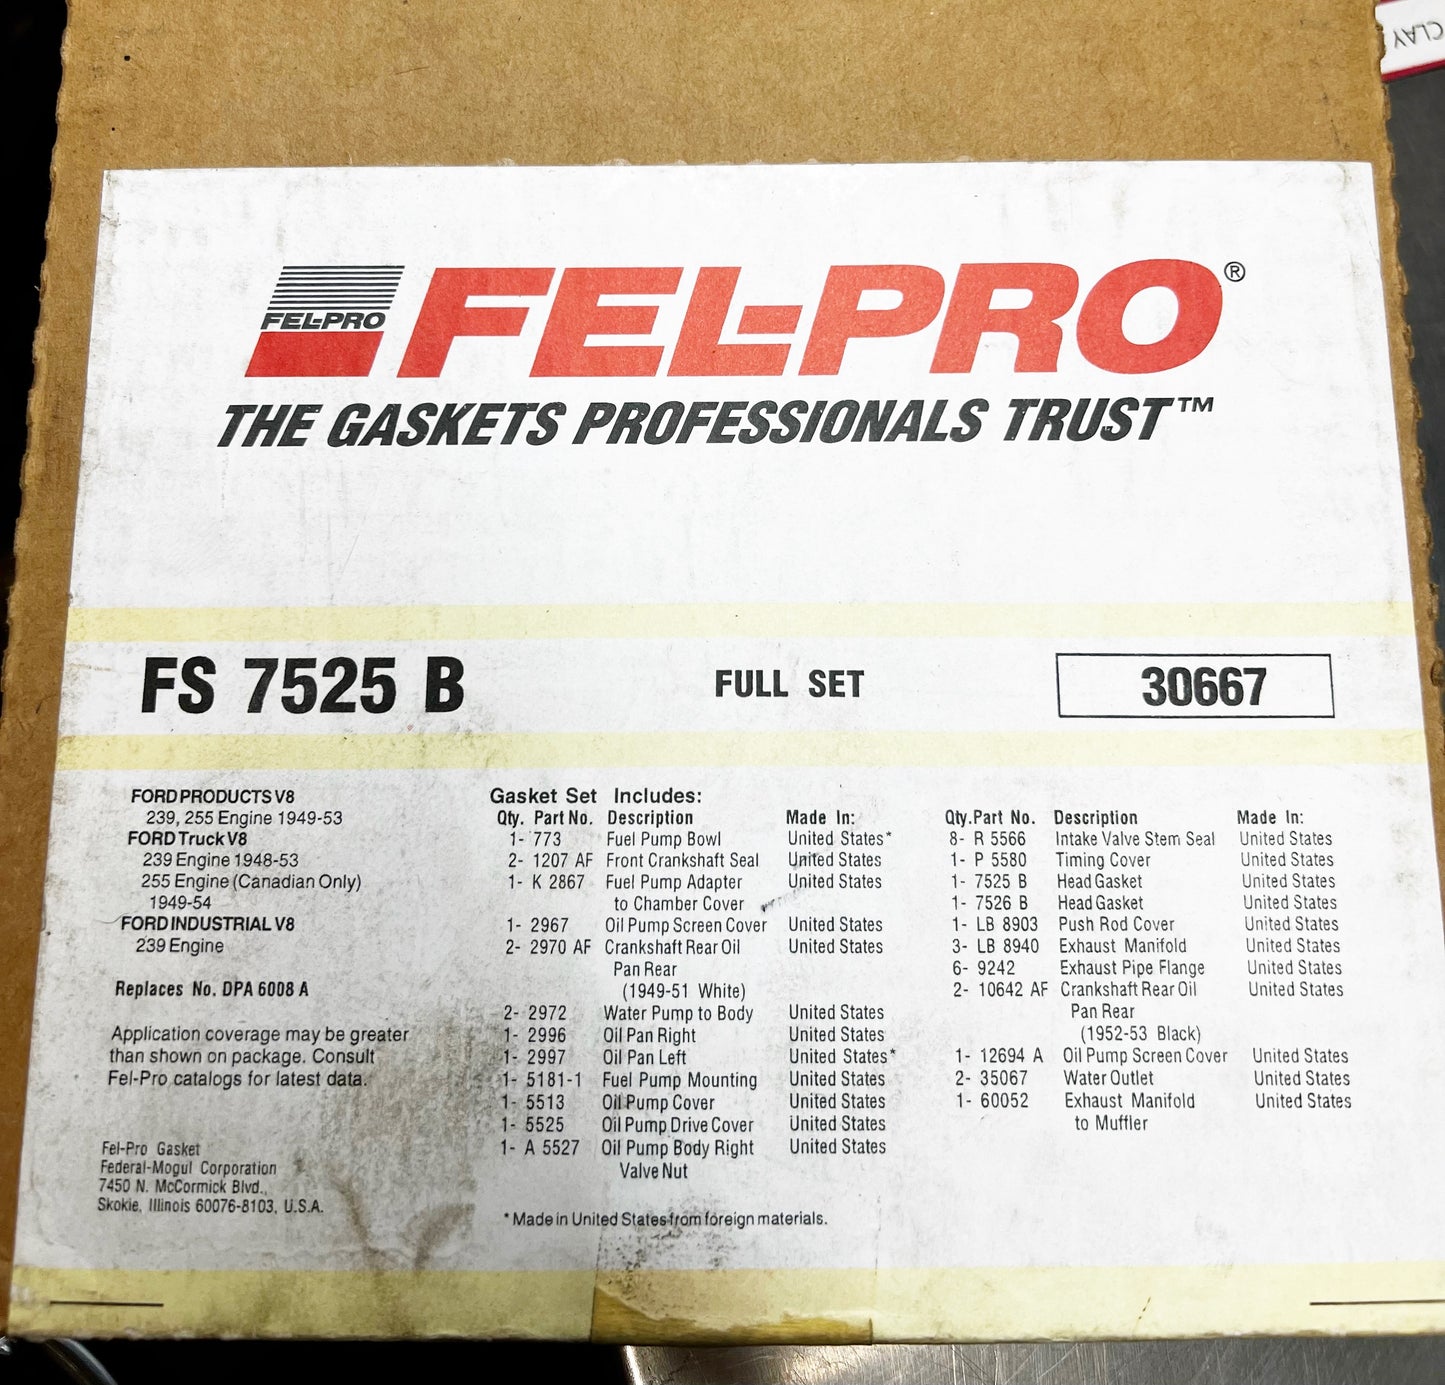 CLAY
FEL-PRO
FEL-PRO®
THE GASKETS PROFESSIONALS TRUST™
FS 7525 B
FULL SET
30667
FORD PRODUCTS V8
239, 255 Engine 1949-53
FORD Truck V8
239 Engine 1948-53
255 Engine (Canadian Only)
1949-54
FORD INDUSTRIAL V8
239 Engine
Replaces No. DPA 6008 A
Application coverage may be greater
than shown on package. Consult
Fel-Pro catalogs for latest data.
Fel-Pro Gasket
Federal-Mogul Corporation
7450 N. McCormick Blvd.,
Skokie, Illinois 60076-8103, U.S.A.
Gasket Set Includes:
Qty. Part No. Description Made In:
1- 773 Fuel Pump Bowl United States*
2- 1207 AF Front Crankshaft Seal United States
1- K 2867 Fuel Pump Adapter United States
to Chamber Cover
1- 2967 Oil Pump Screen Cover United States
2- 2970 AF Crankshaft Rear Oil United States
Pan Rear
(1949-51 White)
2- 2972 Water Pump to Body United States
1- 2996 Oil Pan Right United States
1- 2997 Oil Pan Left United States*
1- 5181-1 Fuel Pump Mounting United States
1- 5513 Oil Pump Cover United States
1- 5525 Oil Pump Drive Cover United States
1- A 5527 Oil Pump Body Right United States
Valve Nut
*Made in United States from foreign materials.
Qty. Part No. Description Made In:
8- R 5566 Intake Valve Stem Seal United States
1- P 5580 Timing Cover United States
1- 7525 B Head Gasket United States
1- 7526 B Head Gasket United States
1- LB 8903 Push Rod Cover United States
3- LB 8940 Exhaust Manifold United States
6- 9242 Exhaust Pipe Flange United States
2- 10642 AF Crankshaft Rear Oil United States
Pan Rear
(1952-53 Black)
1- 12694 A Oil Pump Screen Cover United States
2- 35067 Water Outlet United States
1- 60052 Exhaust Manifold United States
to Muffler